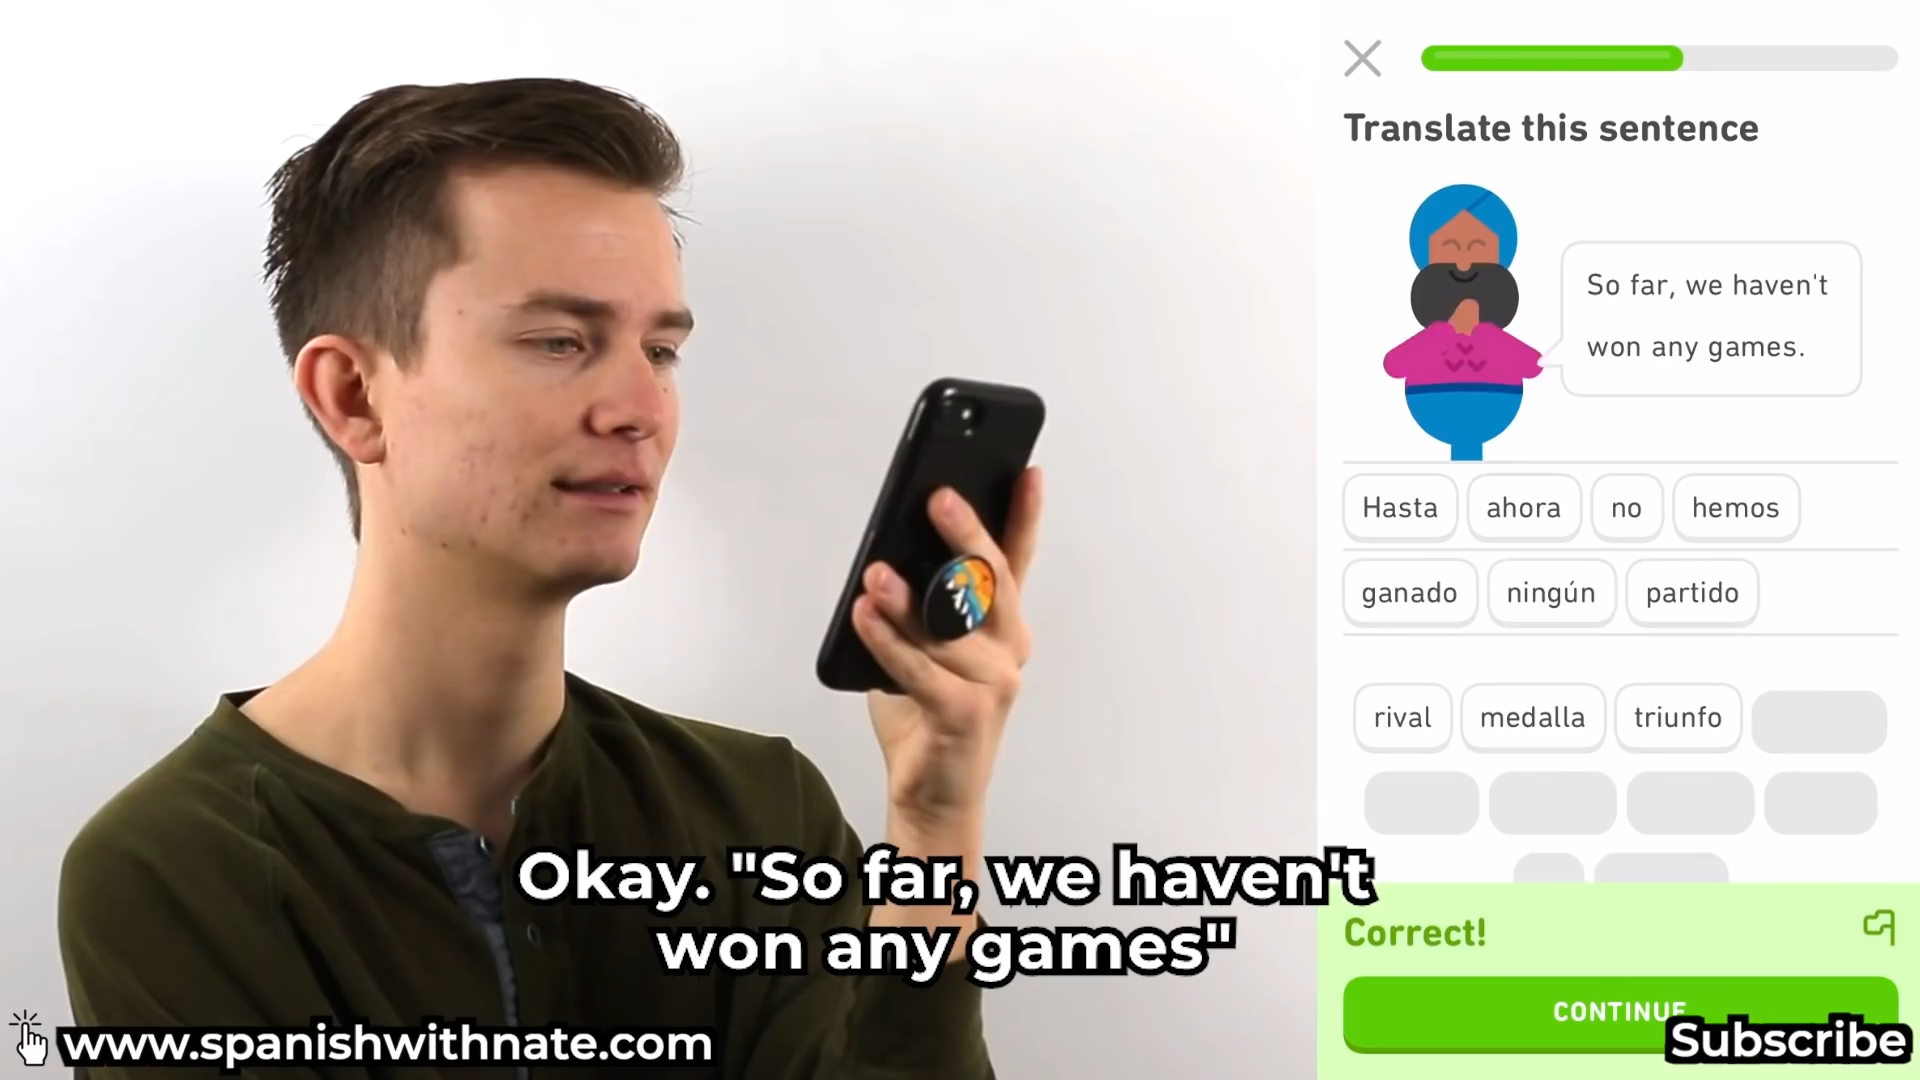 Translate this sentence
So far, we haven't
won any games.
Hasta ahora no hemos
ganado ningún partido
rival medalla triunfo
Correct!
CONTINUE
Okay. "So far, we haven't
won any games"
www.spanishwithnate.com
Subscribe